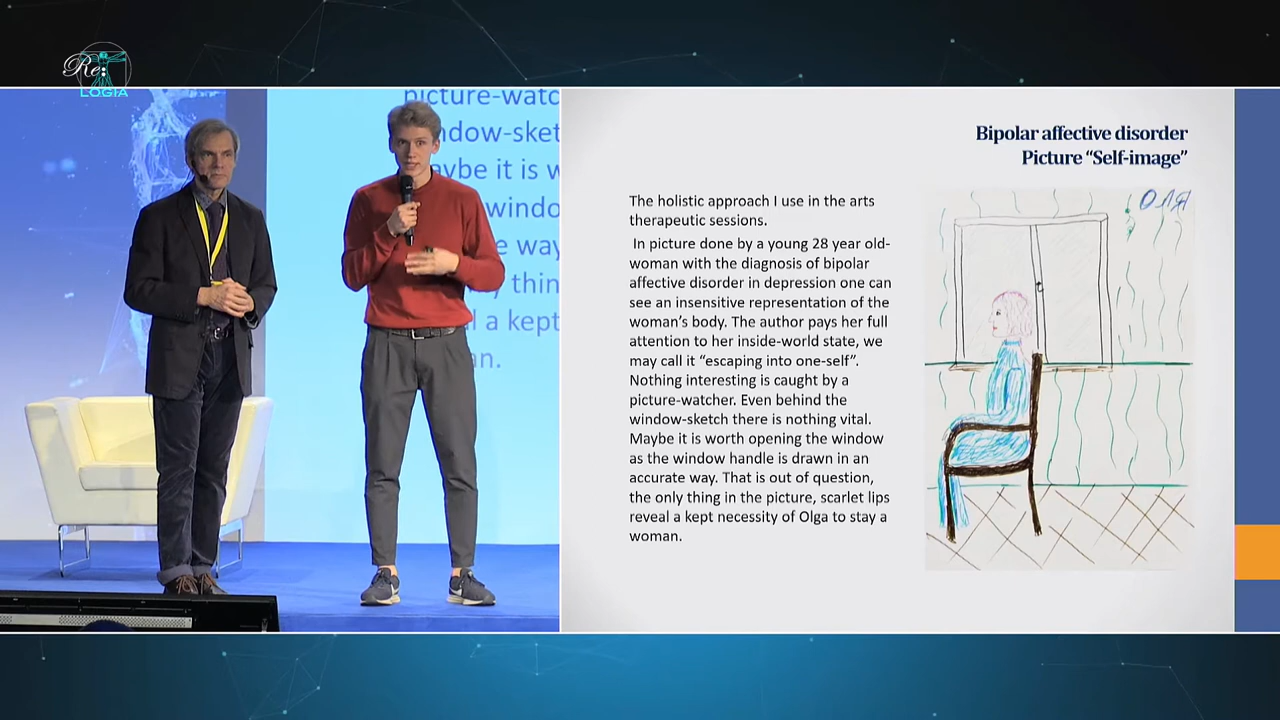 Re:
LOGIA
picture-watc
ndow-sket
aybe it is w
windo
e way
thin
l a kept
an.
Bipolar affective disorder
Picture “Self-image”
The holistic approach I use in the arts
therapeutic sessions.
In picture done by a young 28 year old-
woman with the diagnosis of bipolar
affective disorder in depression one can
see an insensitive representation of the
woman’s body. The author pays her full
attention to her inside-world state, we
may call it “escaping into one-self”.
Nothing interesting is caught by a
picture-watcher. Even behind the
window-sketch there is nothing vital.
Maybe it is worth opening the window
as the window handle is drawn in an
accurate way. That is out of question,
the only thing in the picture, scarlet lips
reveal a kept necessity of Olga to stay a
woman.
ОЛЯ